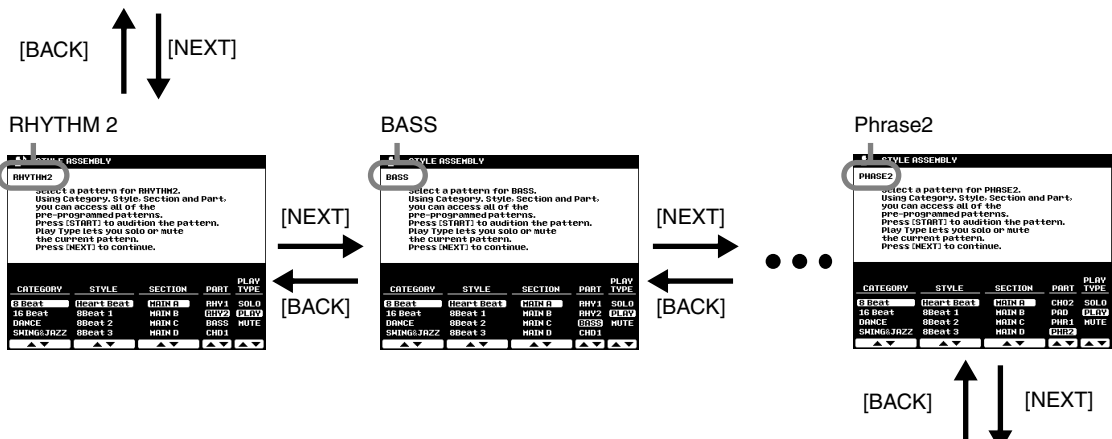 [BACK]
[NEXT]
RHYTHM 2
STYLE ASSEMBLY
RHYTHM2
Select a pattern for RHYTHM2.
Using Category, Style, Section and Part,
you can access all of the
pre-programmed patterns.
Press [START] to audition the pattern.
Play Type lets you solo or mute
the current pattern.
Press [NEXT] to continue.
CATEGORY STYLE SECTION PART PLAY TYPE
8 Beat Heart Beat MAIN A RHY1 SOLO
16 Beat 8Beat 1 MAIN B RHY2 PLAY
DANCE 8Beat 2 MAIN C BASS MUTE
SWING&JAZZ 8Beat 3 MAIN D CHD1
[NEXT]
[BACK]
BASS
STYLE ASSEMBLY
BASS
Select a pattern for BASS.
Using Category, Style, Section and Part,
you can access all of the
pre-programmed patterns.
Press [START] to audition the pattern.
Play Type lets you solo or mute
the current pattern.
Press [NEXT] to continue.
CATEGORY STYLE SECTION PART PLAY TYPE
8 Beat Heart Beat MAIN A RHY1 SOLO
16 Beat 8Beat 1 MAIN B RHY2 PLAY
DANCE 8Beat 2 MAIN C BASS MUTE
SWING&JAZZ 8Beat 3 MAIN D CHD1
[NEXT]
[BACK]
Phrase2
STYLE ASSEMBLY
PHASE2
Select a pattern for PHASE2.
Using Category, Style, Section and Part,
you can access all of the
pre-programmed patterns.
Press [START] to audition the pattern.
Play Type lets you solo or mute
the current pattern.
Press [NEXT] to continue.
CATEGORY STYLE SECTION PART PLAY TYPE
8 Beat Heart Beat MAIN A CHD2 SOLO
16 Beat 8Beat 1 MAIN B PAD PLAY
DANCE 8Beat 2 MAIN C PHR1 MUTE
SWING&JAZZ 8Beat 3 MAIN D PHR2
[BACK]
[NEXT]